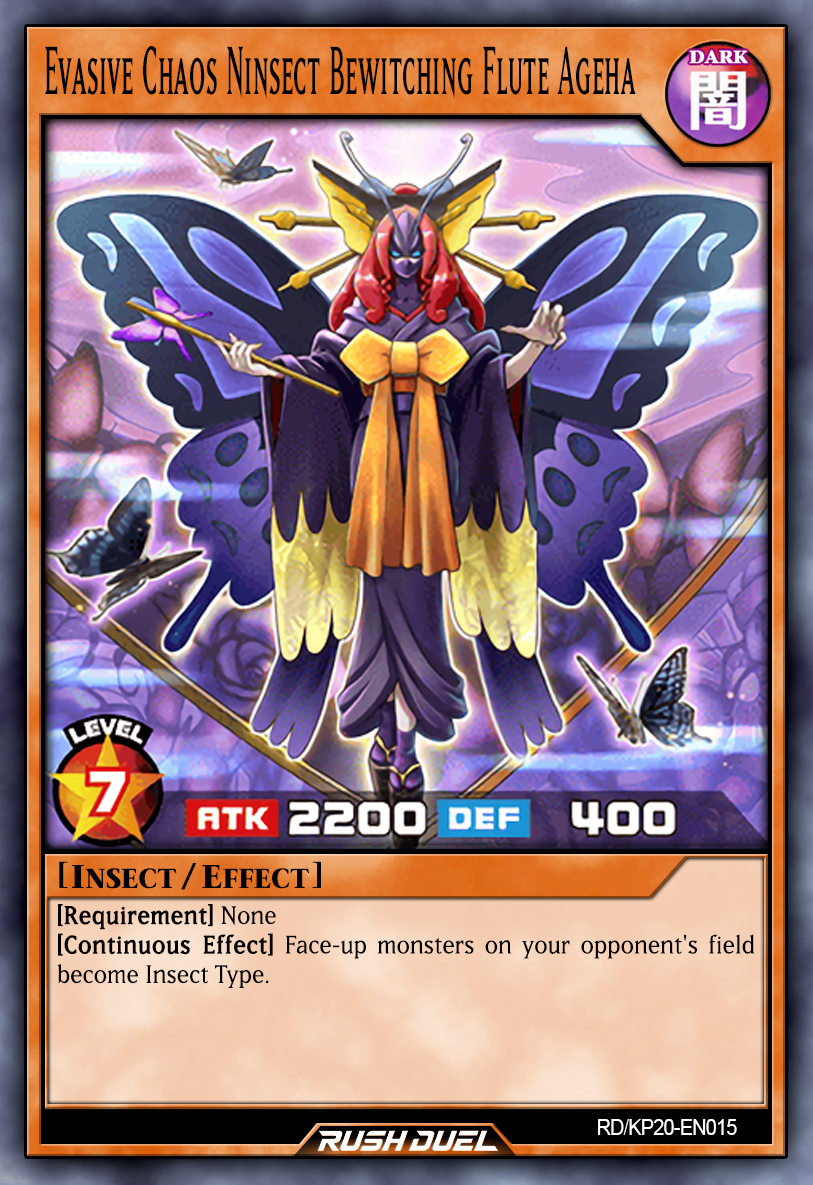 Evasive Chaos Ninsect Bewitching Flute Ageha
DARK
闇
LEVEL
7
ATK 2200 DEF 400
[Insect/Effect]
[Requirement] None
[Continuous Effect] Face-up monsters on your opponent's field
become Insect Type.
RD/KP20-EN015
RUSH DUEL